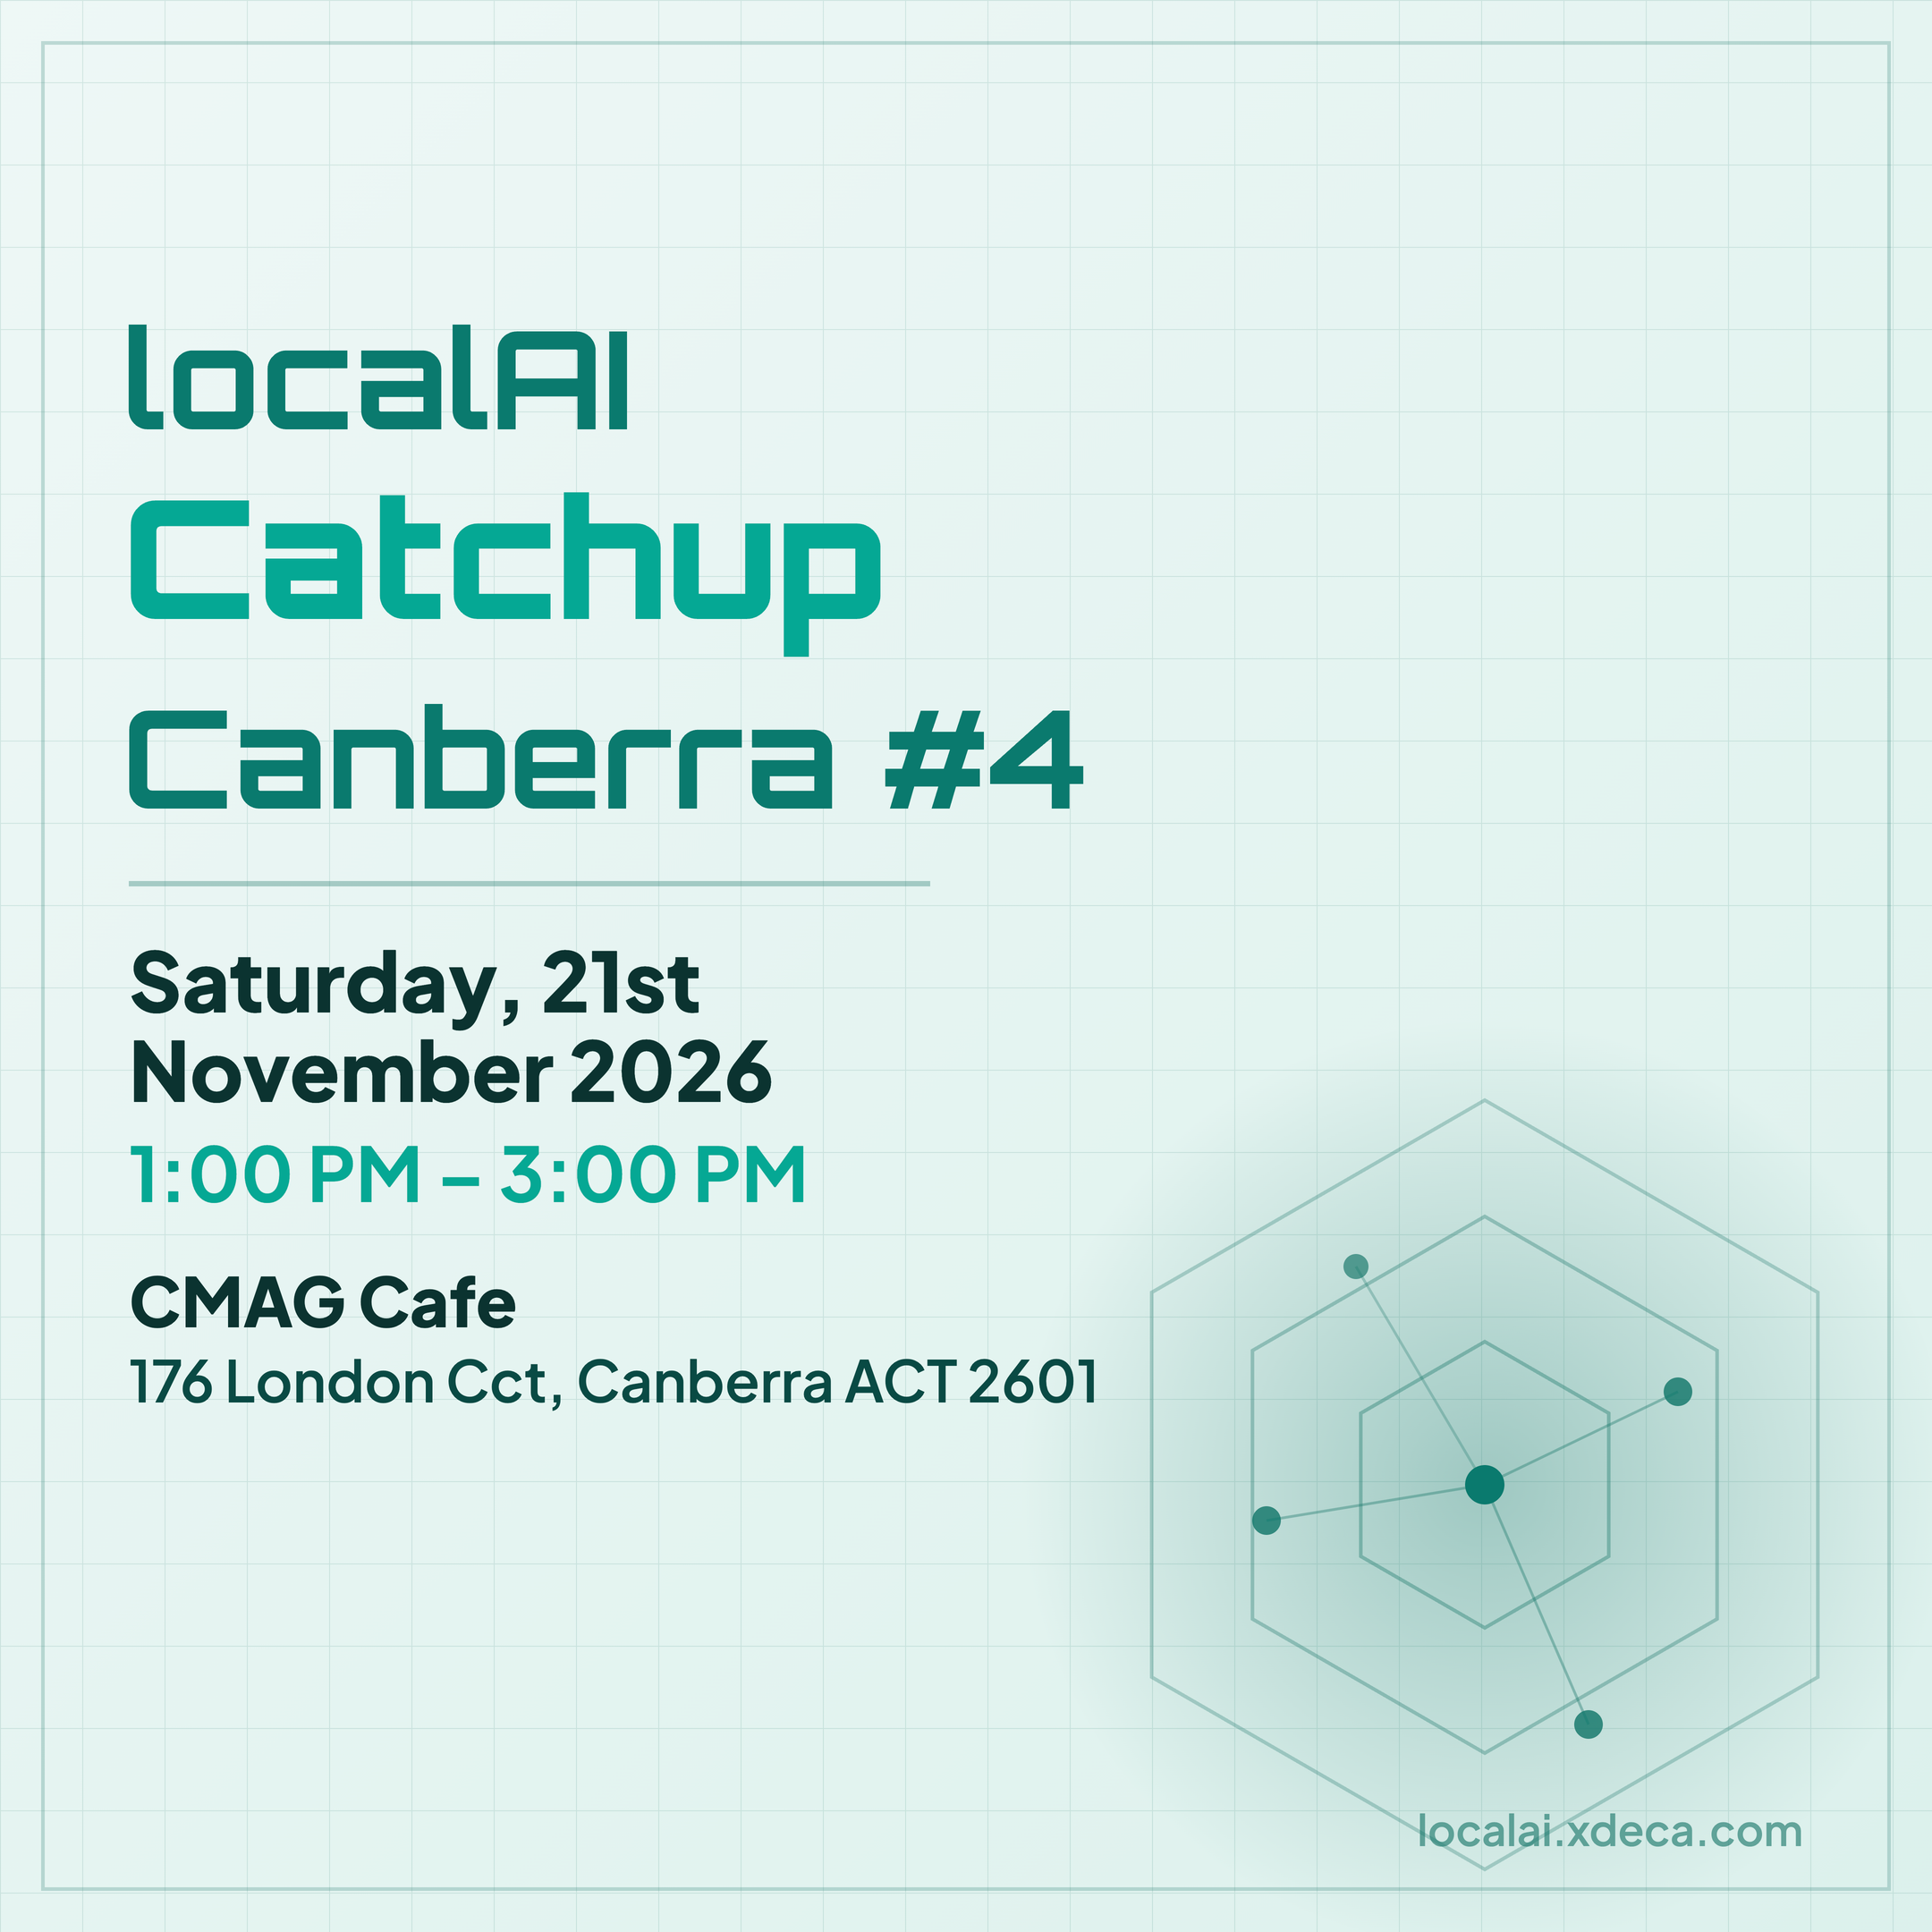 localAI
Catchup
Canberra #4
Saturday, 21st
November 2026
1:00 PM – 3:00 PM
CMAG Cafe
176 London Cct, Canberra ACT 2601
localai.xdeca.com